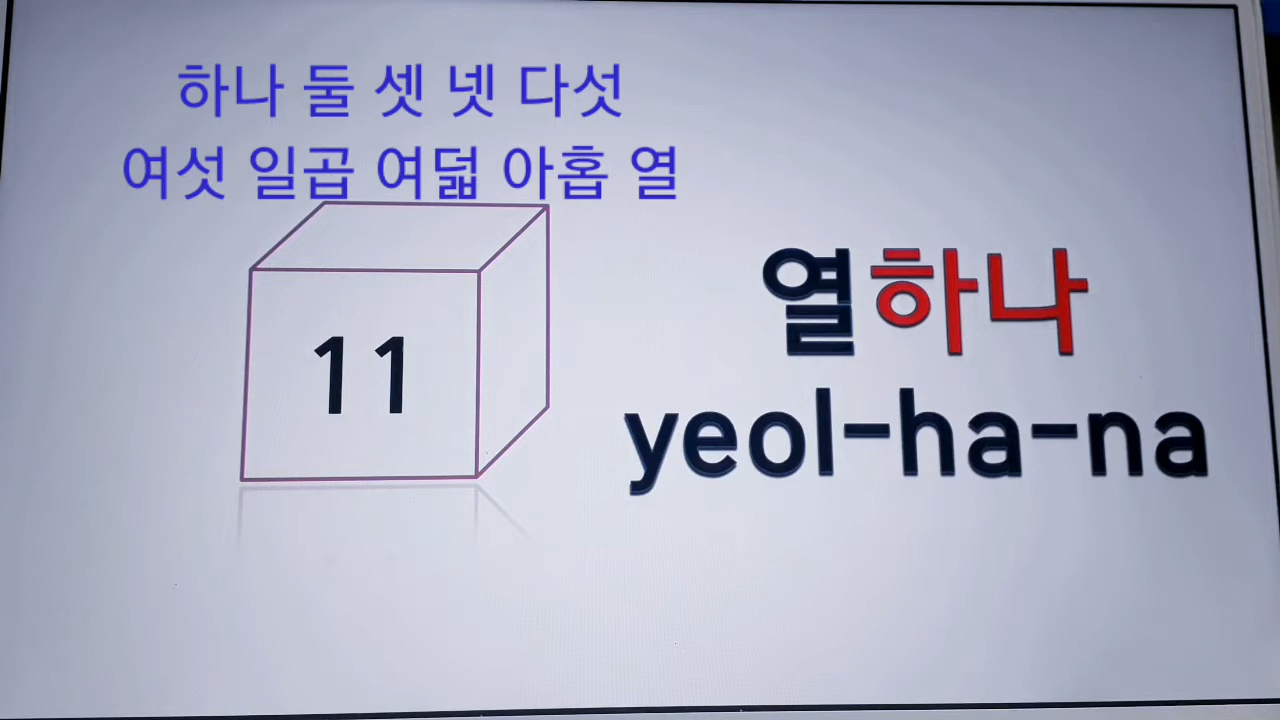 하나 둘 셋 넷 다섯
여섯 일곱 여덟 아홉 열
11
열하나
yeol-ha-na